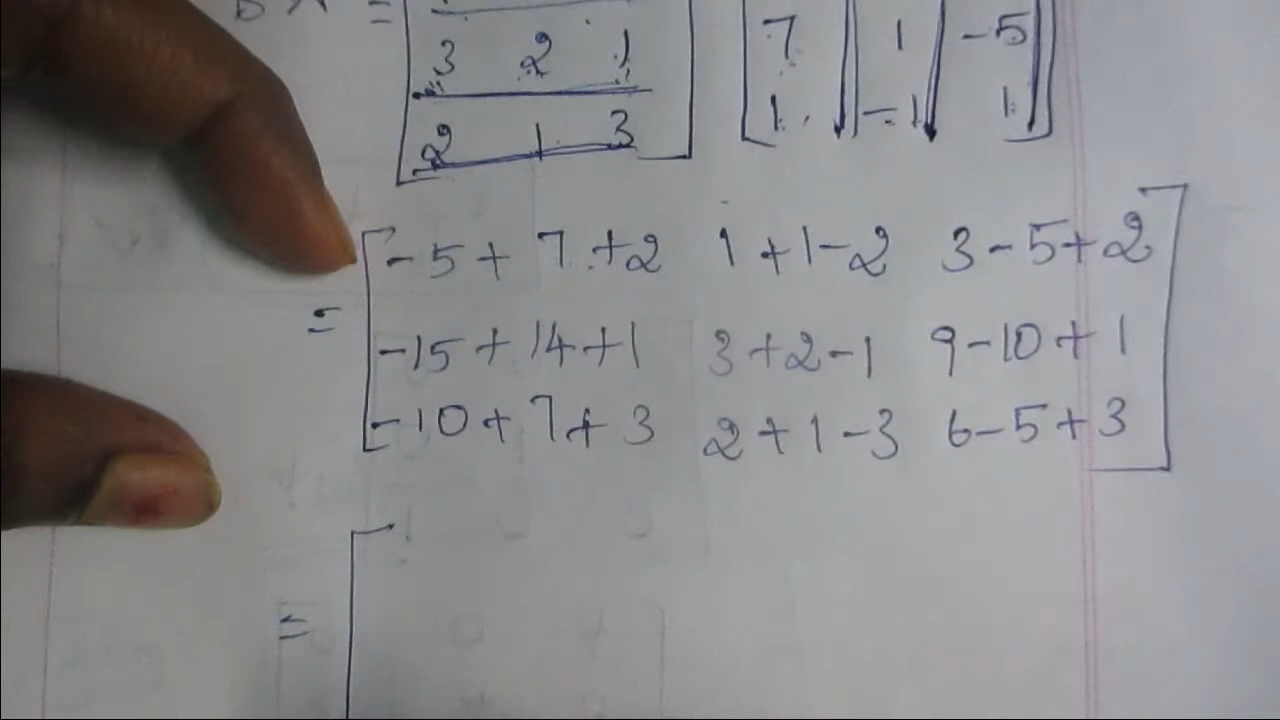 BA =
3 2 1 7 1 -5
2 1 3 1 -1 1
-5+7+2 1+1-2 3-5+2
= -15+14+1 3+2-1 9-10+1
-10+7+3 2+1-3 6-5+3
=